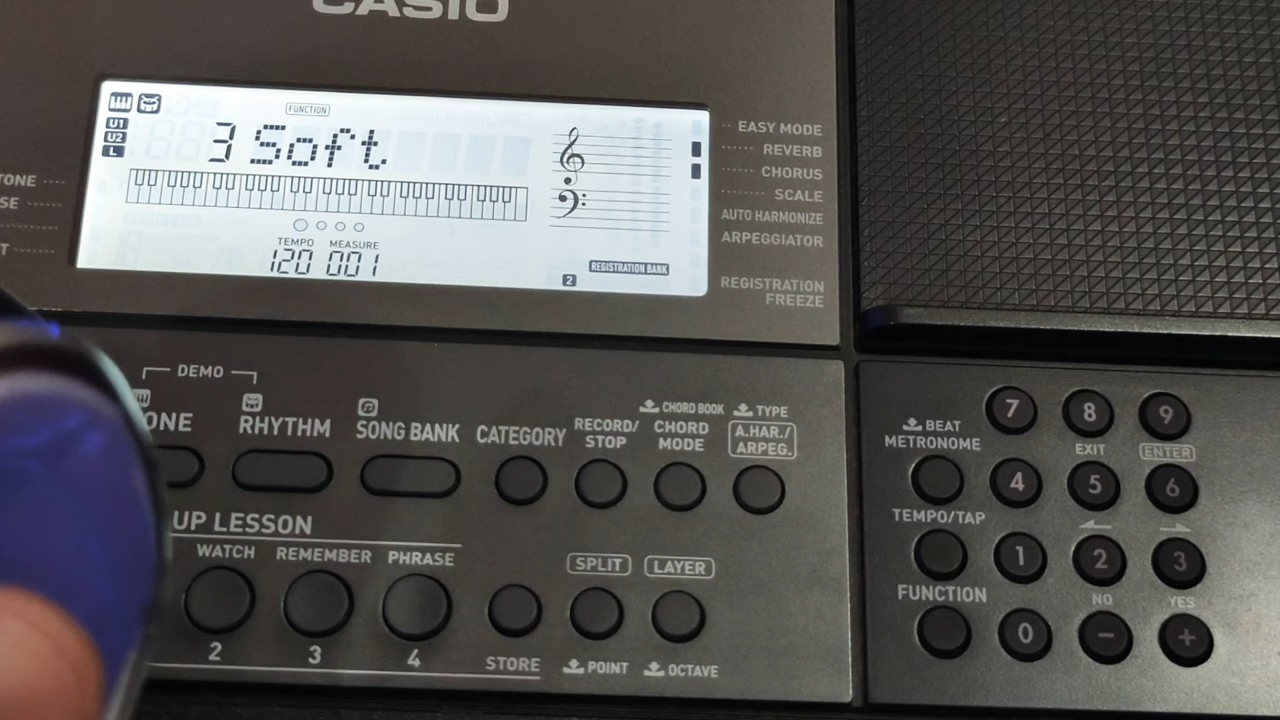 CASIO
FUNCTION
U1
U2
L
3 Soft
TEMPO MEASURE
120 001
2
REGISTRATION BANK
EASY MODE
REVERB
CHORUS
SCALE
AUTO HARMONIZE
ARPEGGIATOR
REGISTRATION
FREEZE
TONE
SE
T
DEMO
ONE
RHYTHM
SONG BANK
CATEGORY
RECORD/
STOP
CHORD BOOK
CHORD
MODE
TYPE
A.HAR./
ARPEG.
UP LESSON
WATCH
REMEMBER
PHRASE
SPLIT
LAYER
2
3
4
STORE
POINT
OCTAVE
BEAT
METRONOME
TEMPO/TAP
FUNCTION
7 8 9
EXIT ENTER
4 5 6
1 2 3
NO YES
0 − +